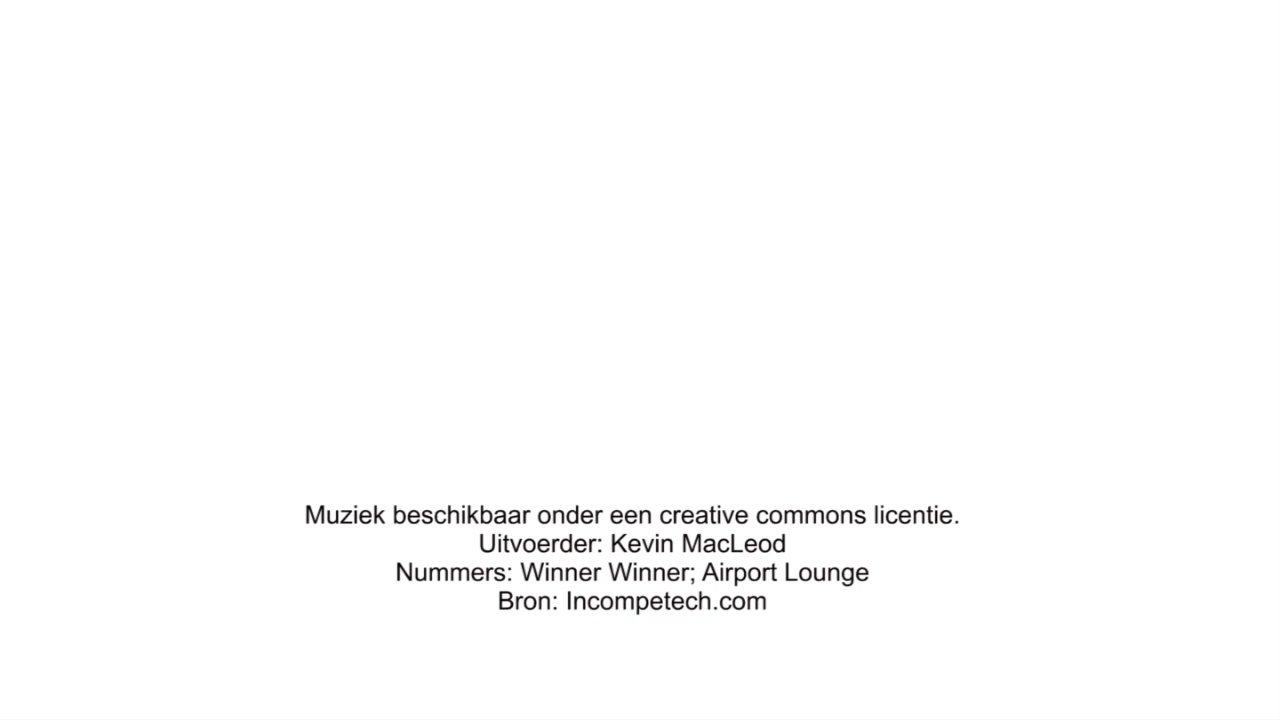 Muziek beschikbaar onder een creative commons licentie.
Uitvoerder: Kevin MacLeod
Nummers: Winner Winner; Airport Lounge
Bron: Incompetech.com